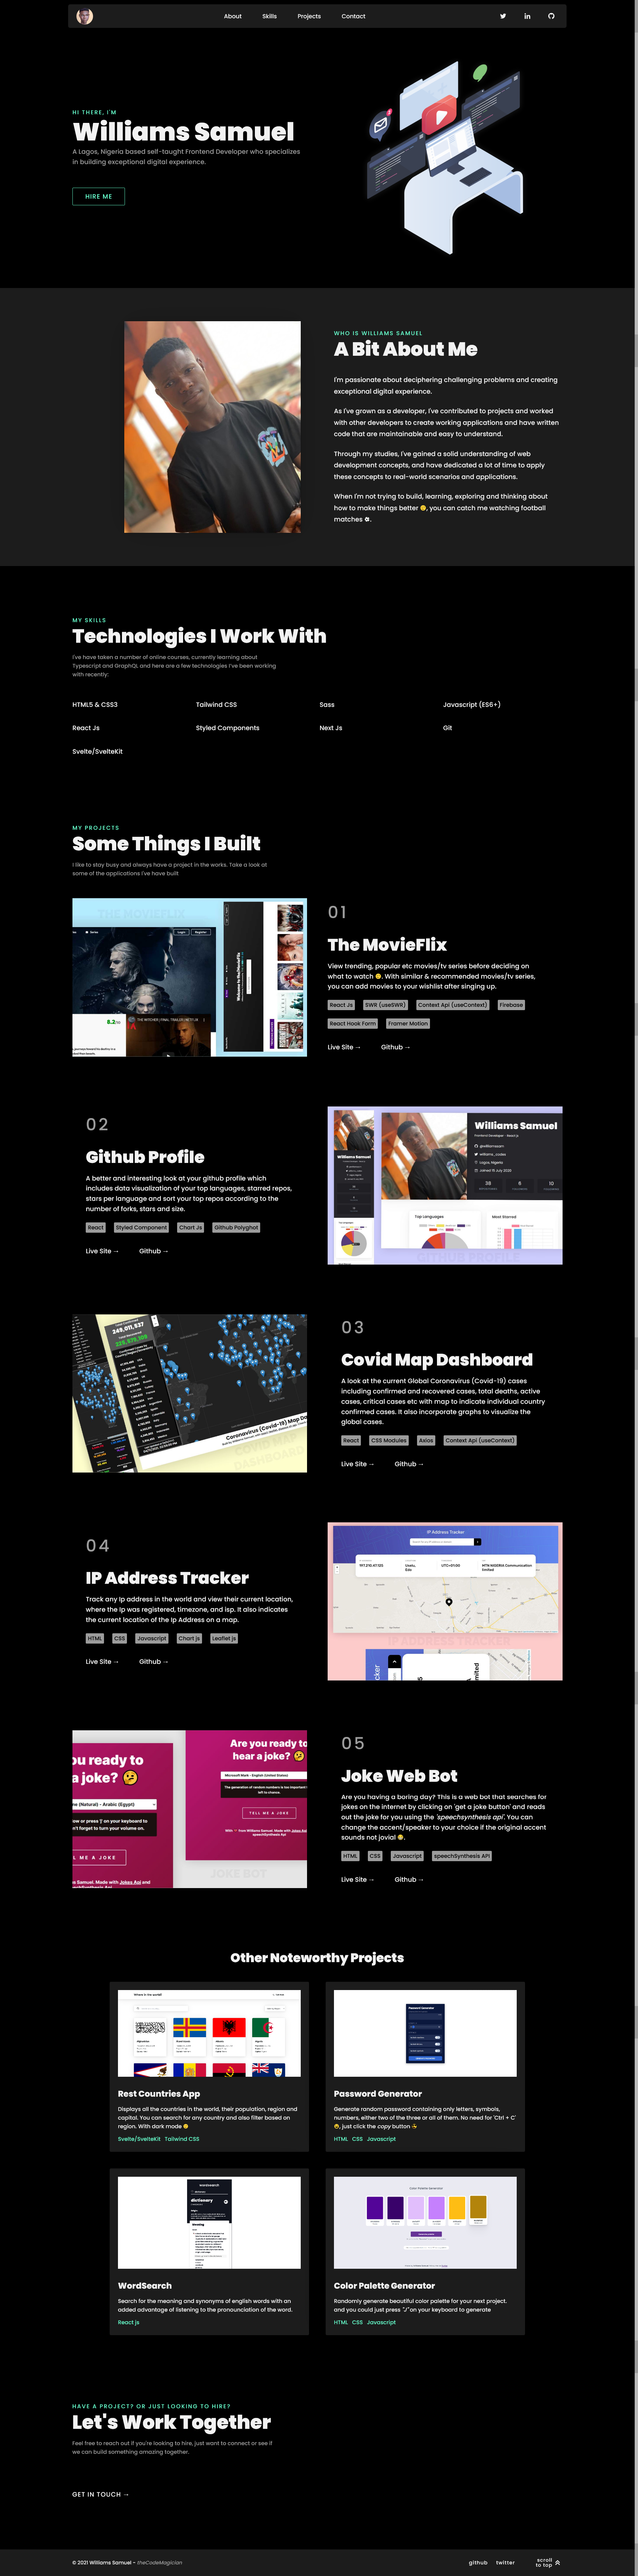 About Skills Projects Contact
HI THERE, I'M
Williams Samuel
A Lagos, Nigeria based self-taught Frontend Developer who specializes
in building exceptional digital experience.
HIRE ME
WHO IS WILLIAMS SAMUEL
A Bit About Me
I'm passionate about deciphering challenging problems and creating
exceptional digital experience.
As I've grown as a developer, I've contributed to projects and worked
with other developers to create working applications and have written
code that are maintainable and easy to understand.
Through my studies, I've gained a solid understanding of web
development concepts, and have dedicated a lot of time to apply
these concepts to real-world scenarios and applications.
When I'm not trying to build, learning, exploring and thinking about
how to make things better 😊, you can catch me watching football
matches ⚽.
MY SKILLS
Technologies I Work With
I've have taken a number of online courses, currently learning about
Typescript and GraphQl, and here are a few technologies I've been working
with recently:
HTML5 & CSS3 Tailwind CSS Sass Javascript (ES6+)
React Js Styled Components Next Js Git
Svelte/SvelteKit
MY PROJECTS
Some Things I Built
I like to stay busy and always have a project in the works. Take a look at
some of the applications I've have built
01
The MovieFlix
View trending, popular etc movies/tv series before deciding on
what to watch 😊. With similar & recommended movies/tv series,
you can add movies to your wishlist after singing up.
React Js SWR (useSWR) Context Api (useContext) Firebase
React Hook Form Framer Motion
Live Site → Github →
02
Github Profile
A better and interesting look at your github profile which
includes data visualization of your top languages, starred repos,
stars per language and sort your top repos according to the
number of forks, stars and size.
React Styled Component Chart Js Github Polyghot
Live Site → Github →
Williams Samuel
Top Languages
Most Starred
GITHUB PROFILE
249,011,937
Coronavirus (Covid-19) Map Da
03
Covid Map Dashboard
A look at the current Global Coronavirus (Covid-19) cases
including confirmed and recovered cases, total deaths, active
cases, critical cases etc with map to indicate individual country
confirmed cases. It also incorporate graphs to visualize the
global cases.
React CSS Modules Axios Context Api (useContext)
Live Site → Github →
04
IP Address Tracker
Track any ip address in the world and view their current location,
where the Ip was registered, timezone, and isp. It also indicates
the current location of the Ip Address on a map.
HTML CSS Javascript Chart js Leaflet js
Live Site → Github →
IP Address Tracker
IP ADDRESS TRACKER
ou ready to
a joke? 🤔
Are you ready to
hear a joke? 🤔
Microsoft Mark - English (United States)
TELL ME A JOKE
L ME A JOKE
JOKE BOT
05
Joke Web Bot
Are you having a boring day? This is a web bot that searches for
jokes on the internet by clicking on 'get a joke button' and reads
out the joke for you using the 'speechsynthesis api'. You can
change the accent/speaker to your choice if the original accent
sounds not jovial 😊.
HTML CSS Javascript speechSynthesis API
Live Site → Github →
Other Noteworthy Projects
Rest Countries App
Displays all the countries in the world, their population, region and
capital. You can search for any country and also filter based on
region. With dark mode 😊
Svelte/SvelteKit Tailwind CSS
Password Generator
Generate random password containing only letters, symbols,
numbers, either two of the three or all of them. No need for 'Ctrl + C'
😊, just click the copy button
HTML CSS Javascript
WordSearch
Search for the meaning and synonyms of english words with an
added advantage of listening to the pronounciation of the word.
React js
Color Palette Generator
Randomly generate beautiful color palette for your next project.
and you could just press "/" on your keyboard to generate
HTML CSS Javascript
HAVE A PROJECT? OR JUST LOOKING TO HIRE?
Let's Work Together
Feel free to reach out if you're looking to hire, just want to connect or see if
we can build something amazing together.
GET IN TOUCH →
© 2021 Williams Samuel - theCodeMagician
github twitter scroll
to top